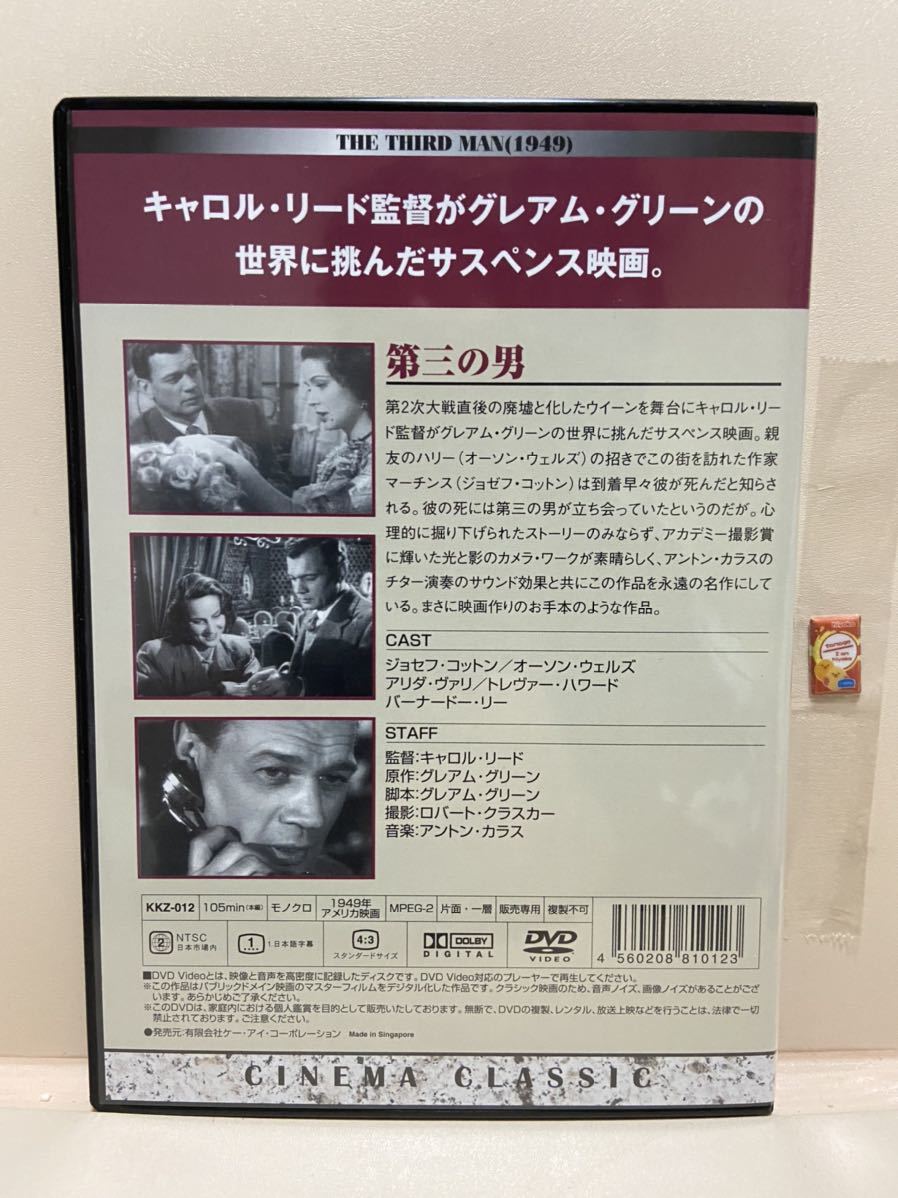 THE THIRD MAN(1949)
キャロル・リード監督がグレアム・グリーンの
世界に挑んだサスペンス映画。
第三の男
第2次大戦直後の廃墟と化したウイーンを舞台にキャロル・リー
ド監督がグレアム・グリーンの世界に挑んだサスペンス映画。親
友のハリー（オーソン・ウェルズ）の招きでこの街を訪れた作家
マーチンス（ジョゼフ・コットン）は到着早々彼が死んだと知らさ
れる。彼の死には第三の男が立ち会っていたというのだが。心
理的に掘り下げられたストーリーのみならず、アカデミー撮影賞
に輝いた光と影のカメラ・ワークが素晴らしく、アントン・カラスの
チター演奏のサウンド効果と共にこの作品を永遠の名作にして
いる。まさに映画作りのお手本のような作品。
CAST
ジョセフ・コットン／オーソン・ウェルズ
アリダ・ヴァリ／トレヴァー・ハワード
バーナードー・リー
STAFF
監督:キャロル・リード
原作:グレアム・グリーン
脚本:グレアム・グリーン
撮影:ロバート・クラスカー
音楽:アントン・カラス
KKZ-012 105min(本編) モノクロ 1949年 アメリカ映画 MPEG-2 片面・一層 販売専用 複製不可
2 NTSC 日本市場内 1. 1.日本語字幕 4:3 スタンダードサイズ DOLBY DIGITAL DVD VIDEO
4 560208 810123
■DVD Videoとは、映像と音声を高密度に記録したディスクです。DVD Video対応のプレーヤーで再生してください。
※この作品はパブリックドメイン映画のマスターフィルムをデジタル化した作品です。クラシック映画のため、音声ノイズ、画像ノイズがあることがござ
います。あらかじめご了承ください。
※このDVDは、家庭内における個人鑑賞を目的として販売いたしております。無断で、DVDの複製、レンタル、放送上映などを行うことは、法律で一切
禁止されております。ご注意ください。
●発売元:有限会社ケー・アイ・コーポレーション Made in Singapore
CINEMA CLASSIC